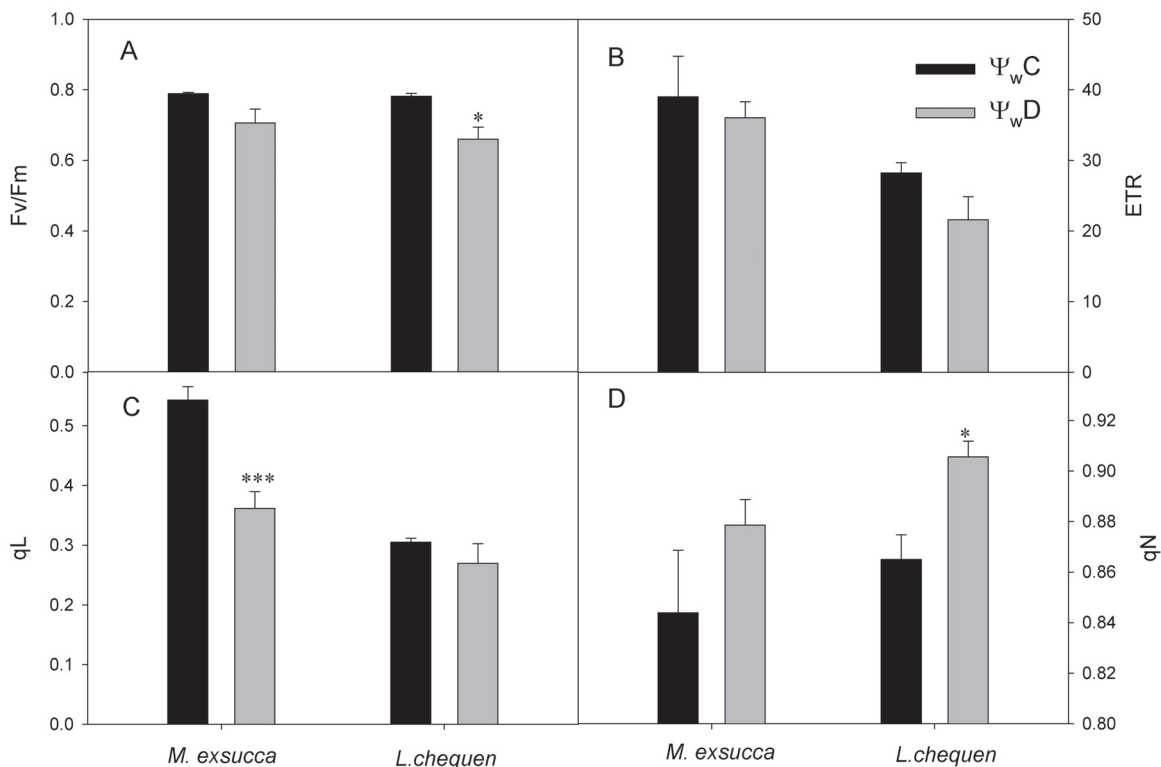 A
1.0
0.8
0.6
0.4
0.2
0.0
Fv/Fm
*
B
ΨwC
ΨwD
50
40
30
20
10
0
ETR
C
0.5
0.4
0.3
0.2
0.1
0.0
qL
***
M. exsucca
L.chequen
D
*
0.92
0.90
0.88
0.86
0.84
0.82
0.80
qN
M. exsucca
L.chequen